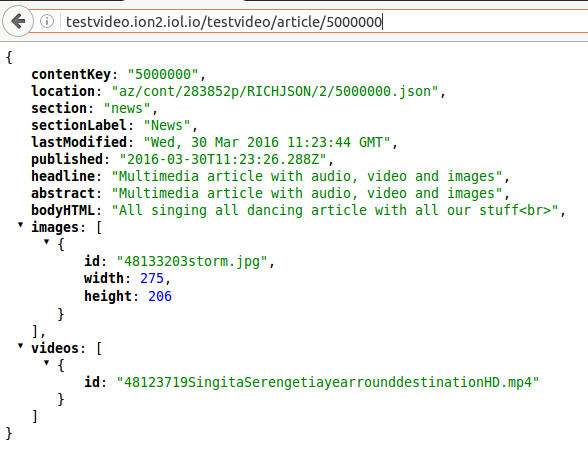 testvideo.ion2.iol.io/testvideo/article/5000000
{
contentKey: "5000000",
location: "az/cont/283852p/RICHJSON/2/5000000.json",
section: "news",
sectionLabel: "News",
lastModified: "Wed, 30 Mar 2016 11:23:44 GMT",
published: "2016-03-30T11:23:26.288Z",
headline: "Multimedia article with audio, video and images",
abstract: "Multimedia article with audio, video and images",
bodyHTML: "All singing all dancing article with all our stuff<br>",
images: [
{
id: "48133203storm.jpg",
width: 275,
height: 206
}
],
videos: [
{
id: "48123719SingitaSerengetiayearrounddestinationHD.mp4"
}
]
}